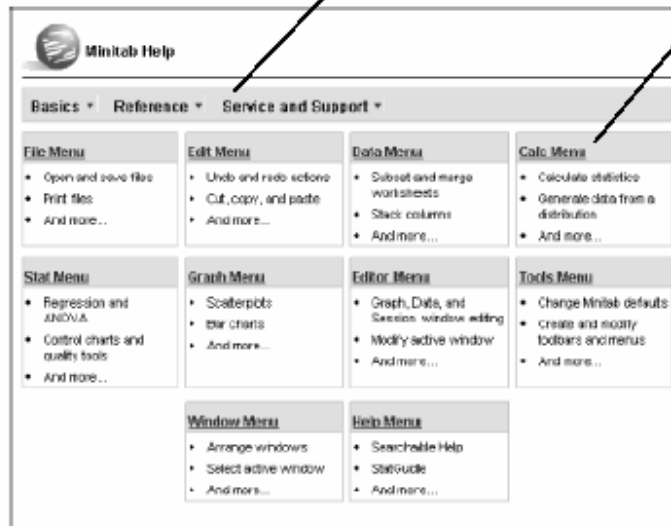 Minitab Help
Basics Reference Service and Support
File Menu
• Open and save files
• Print files
• And more...
Edit Menu
• Undo and redo actions
• Cut, copy, and paste
• And more...
Data Menu
• Subset and merge
worksheets
• Stack columns
• And more...
Calc Menu
• Calculate statistics
• Generate data from a
distribution
• And more...
Stat Menu
• Regression and
ANOVA
• Control charts and
quality tools
• And more...
Graph Menu
• Scatterplots
• Bar charts
• And more...
Editor Menu
• Graph, Data, and
Session window editing
• Modify active window
• And more...
Tools Menu
• Change Minitab defaults
• Create and modify
toolbars and menus
• And more...
Window Menu
• Arrange windows
• Select active window
• And more...
Help Menu
• Searchable Help
• StatGuide
• And more...